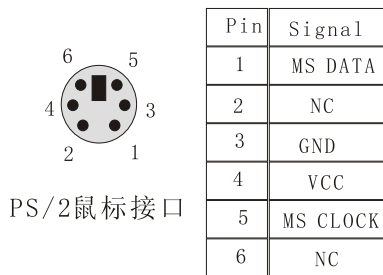 6 5
4 3
2 1
PS/2鼠标接口
Pin Signal
1 MS DATA
2 NC
3 GND
4 VCC
5 MS CLOCK
6 NC